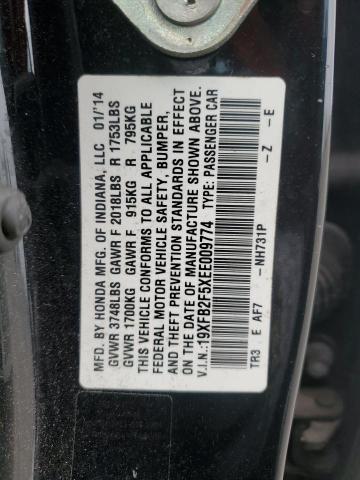 MFD. BY HONDA MFG. OF INDIANA, LLC 01/'14
GVWR 3748LBS GAWR F 2018LBS R 1753LBS
GVWR 1700KG GAWR F 915KG R 795KG
THIS VEHICLE CONFORMS TO ALL APPLICABLE
FEDERAL MOTOR VEHICLE SAFETY, BUMPER,
AND THEFT PREVENTION STANDARDS IN EFFECT
ON THE DATE OF MANUFACTURE SHOWN ABOVE.
V.I.N.:19XFB2F5XEE009774 TYPE: PASSENGER CAR
TR3 E AF7 -NH731P -Z -E